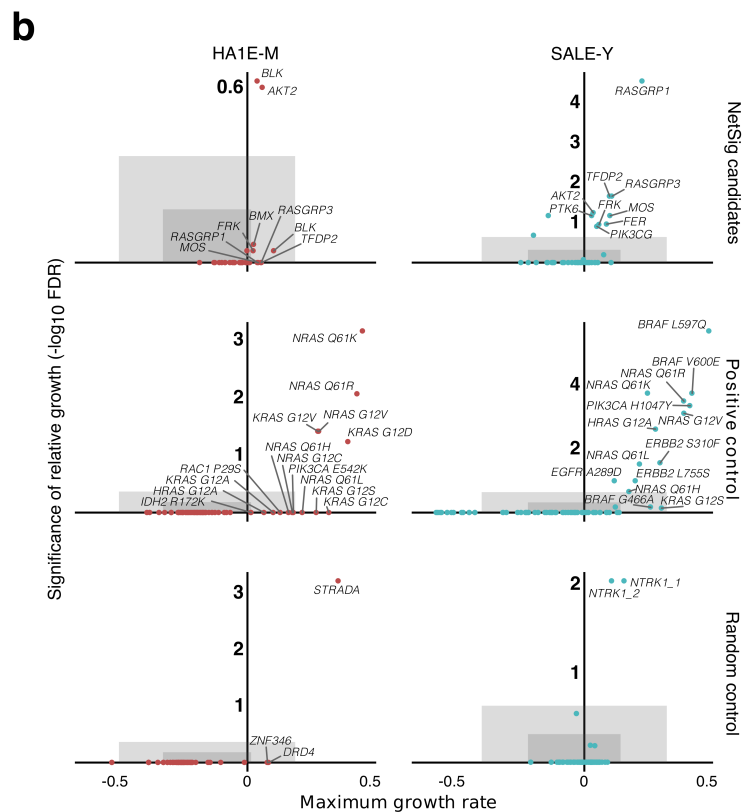 b
HA1E-M
SALE-Y
0.6
BLK
AKT2
RASGRP3
BMX
FRK
BLK
RASGRP1
TFDP2
MOS
4
3
2
1
RASGRP1
TFDP2
RASGRP3
AKT2
PTK6
FRK
MOS
FER
PIK3CG
NetSig candidates
3
2
1
NRAS Q61K
NRAS Q61R
KRAS G12V
NRAS G12V
KRAS G12D
NRAS Q61H
NRAS G12C
RAC1 P29S
PIK3CA E542K
KRAS G12A
NRAS Q61L
HRAS G12A
KRAS G12S
IDH2 R172K
KRAS G12C
4
2
BRAF L597Q
BRAF V600E
NRAS Q61R
NRAS Q61K
PIK3CA H1047Y
HRAS G12A
NRAS G12V
ERBB2 S310F
NRAS Q61L
EGFR A289D
ERBB2 L755S
NRAS Q61H
BRAF G466A
KRAS G12S
Positive control
3
2
1
STRADA
ZNF346
DRD4
2
1
NTRK1_1
NTRK1_2
Random control
-0.5
0
0.5
-0.5
0
0.5
Maximum growth rate
Significance of relative growth (-log10 FDR)